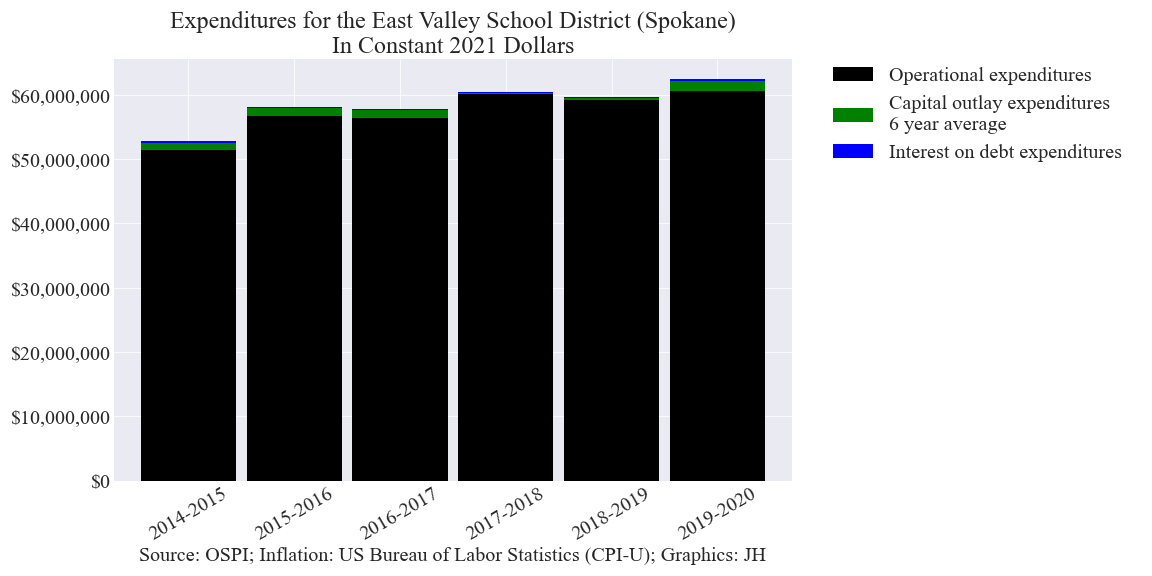 Expenditures for the East Valley School District (Spokane)
In Constant 2021 Dollars
Operational expenditures
Capital outlay expenditures
6 year average
Interest on debt expenditures
$60,000,000
$50,000,000
$40,000,000
$30,000,000
$20,000,000
$10,000,000
$0
2014-2015
2015-2016
2016-2017
2017-2018
2018-2019
2019-2020
Source: OSPI; Inflation: US Bureau of Labor Statistics (CPI-U); Graphics: JH